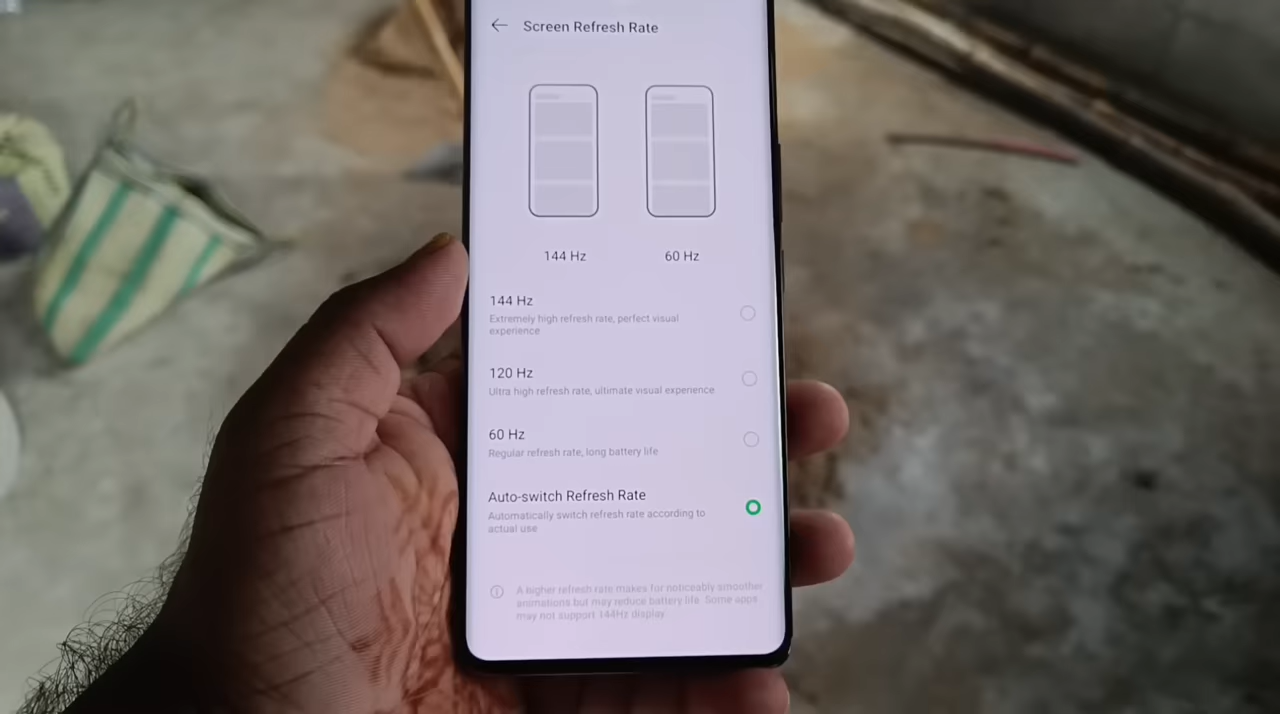 Screen Refresh Rate
144 Hz
60 Hz
144 Hz
Extremely high refresh rate, perfect visual
experience
120 Hz
Ultra high refresh rate, ultimate visual experience
60 Hz
Regular refresh rate, long battery life
Auto-switch Refresh Rate
Automatically switch refresh rate according to
actual use
A higher refresh rate makes for noticeably smoother
animations but may reduce battery life. Some apps
may not support 144Hz display.